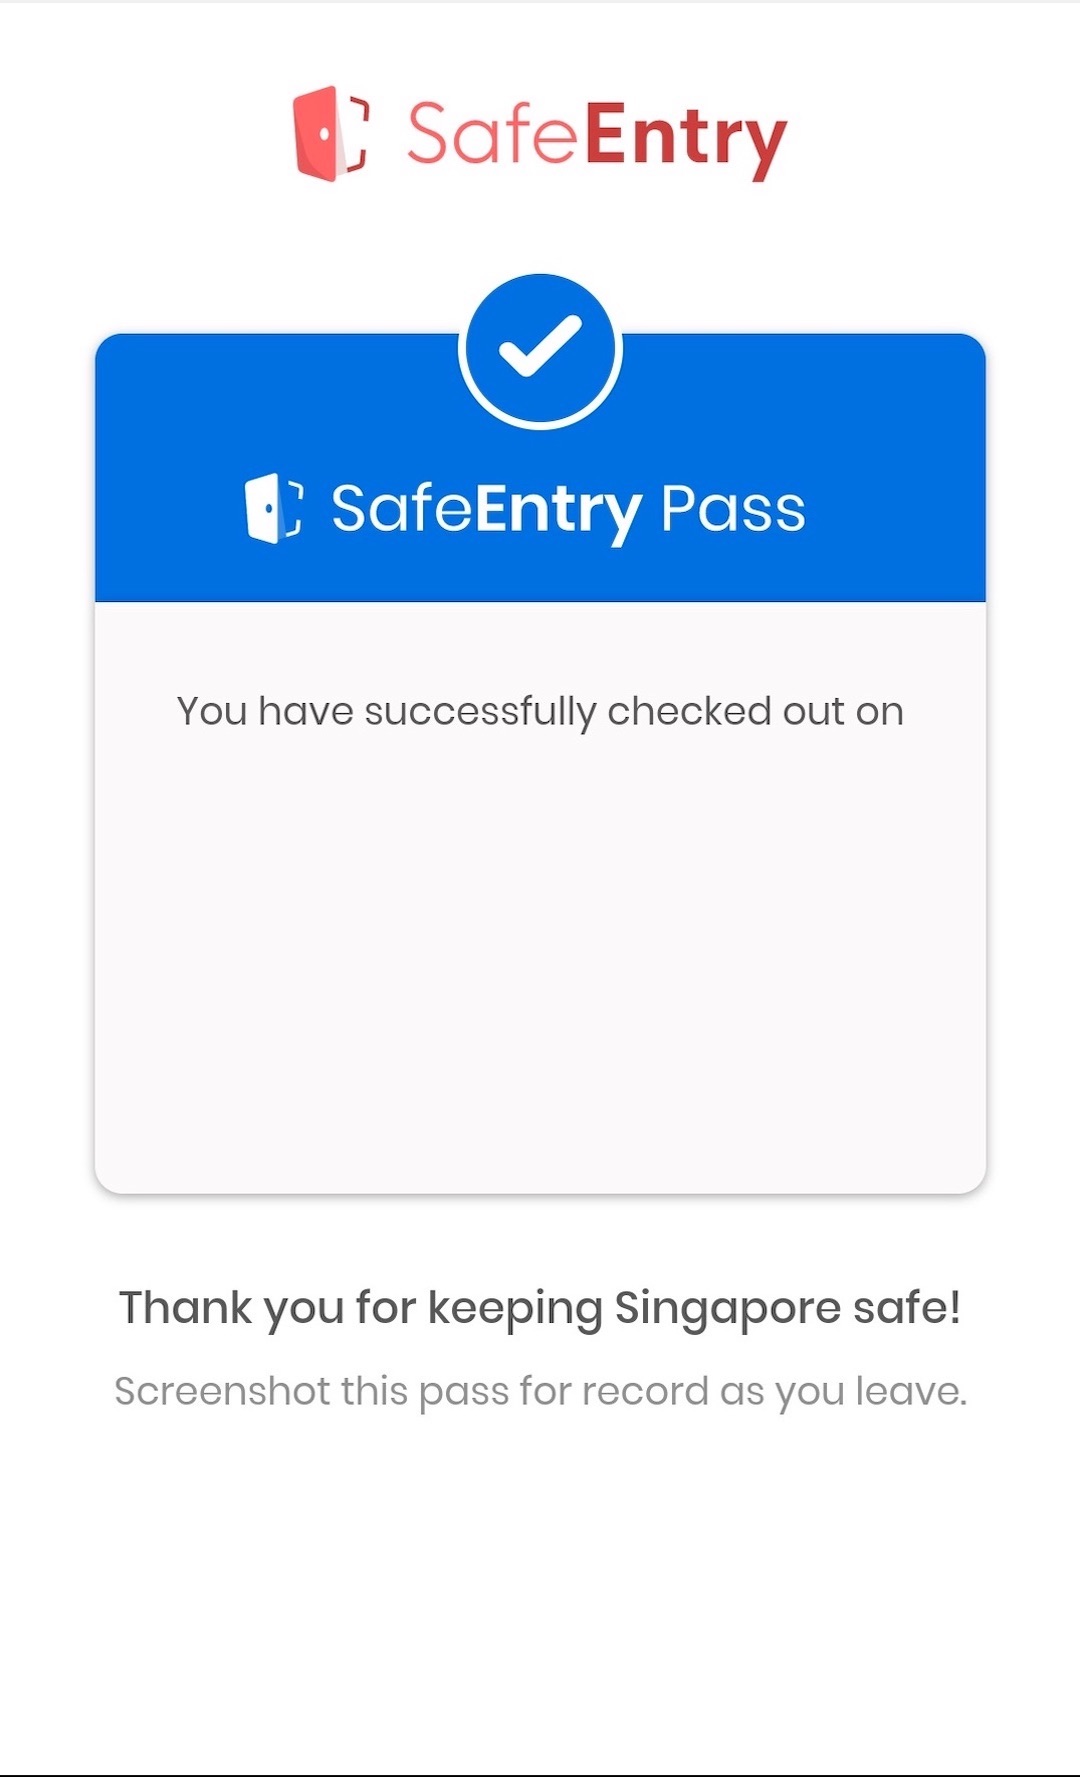 SafeEntry
SafeEntry Pass
You have successfully checked out on
Thank you for keeping Singapore safe!
Screenshot this pass for record as you leave.